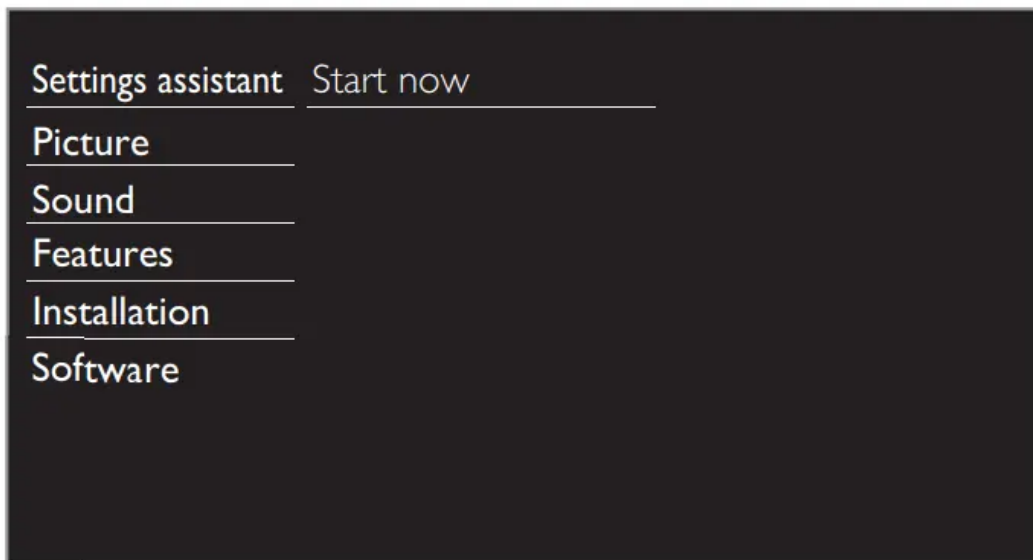 Settings assistant Start now
Picture
Sound
Features
Installation
Software